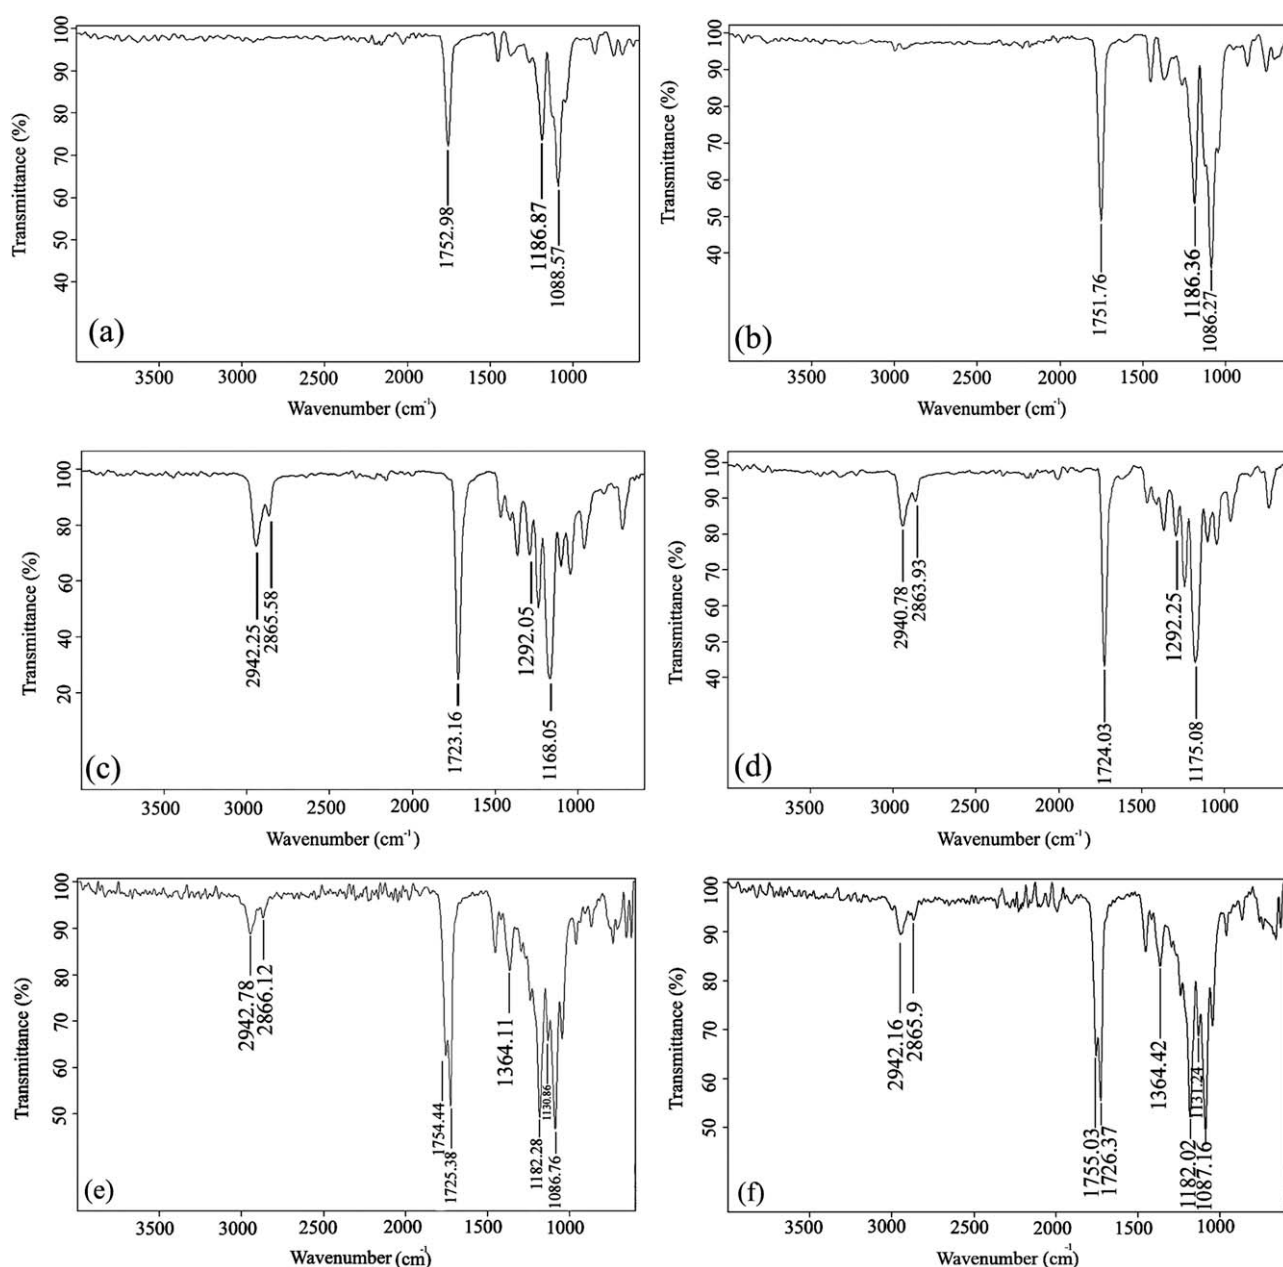 Transmittance (%)
100
90
80
70
60
50
40
1752.98
1186.87
1088.57
(a)
3500 3000 2500 2000 1500 1000
Wavenumber (cm-1)
Transmittance (%)
100
90
80
70
60
50
40
1751.76
1186.36
1086.27
(b)
3500 3000 2500 2000 1500 1000
Wavenumber (cm-1)
Transmittance (%)
100
80
60
40
20
2942.25
2865.58
1723.16
1292.05
1168.05
(c)
3500 3000 2500 2000 1500 1000
Wavenumber (cm-1)
Transmittance (%)
100
90
80
70
60
50
40
2940.78
2863.93
1724.03
1292.25
1175.08
(d)
3500 3000 2500 2000 1500 1000
Wavenumber (cm-1)
Transmittance (%)
100
90
80
70
60
50
2942.78
2866.12
1754.44
1725.38
1364.11
1182.28
1130.86
1086.76
(e)
3500 3000 2500 2000 1500 1000
Wavenumber (cm-1)
Transmittance (%)
100
90
80
70
60
50
2942.16
2865.9
1755.03
1726.37
1364.42
1182.02
1131.24
1087.16
(f)
3500 3000 2500 2000 1500 1000
Wavenumber (cm-1)